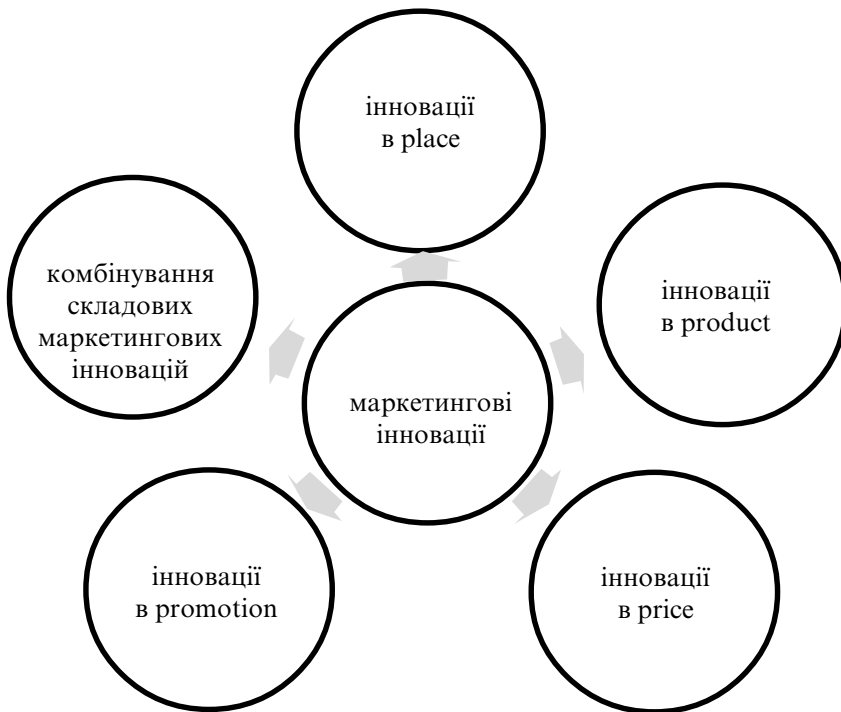 інновації
в place
комбінування
складових
маркетингових
інновацій
інновації
в product
маркетингові
інновації
інновації
в promotion
інновації
в price